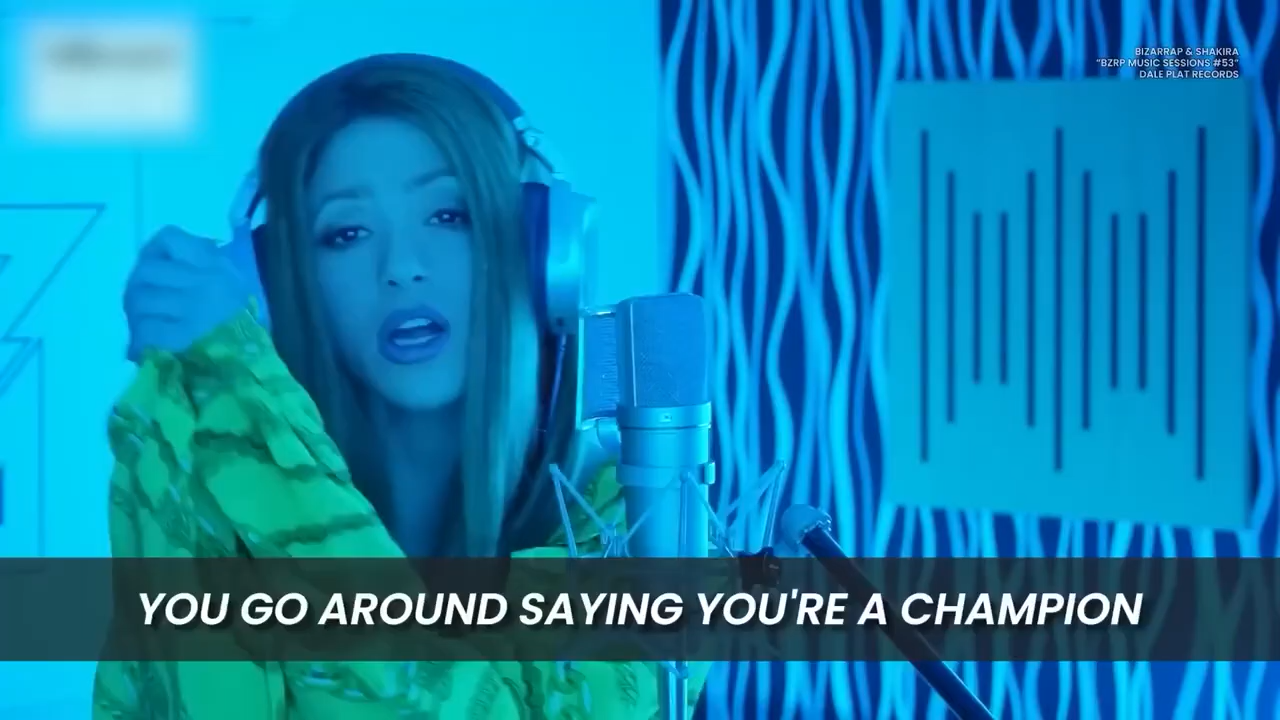 BIZARRAP & SHAKIRA
"BZRP MUSIC SESSIONS #53"
DALE PLAT RECORDS
YOU GO AROUND SAYING YOU'RE A CHAMPION